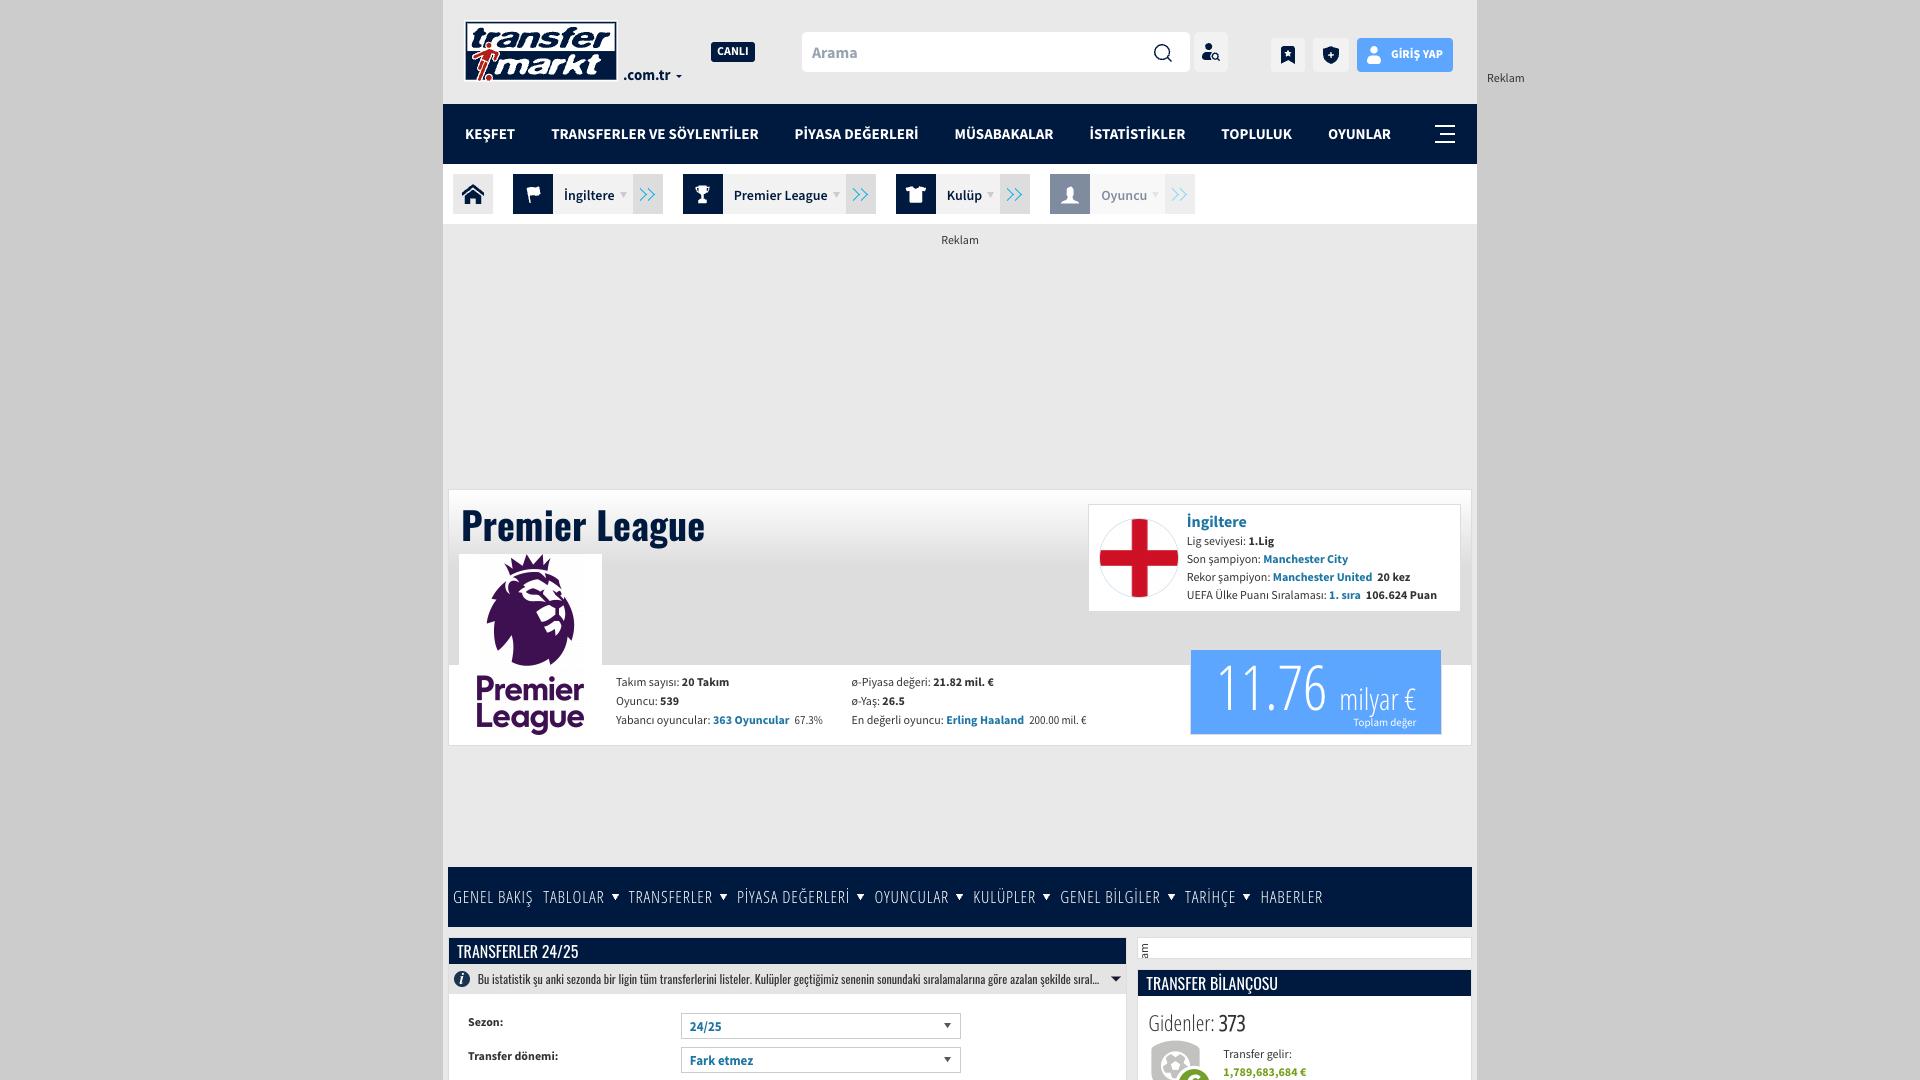 transfer
markt
.com.tr
CANLI
Arama
GİRİŞ YAP
Reklam
KEŞFET TRANSFERLER VE SÖYLENTİLER PİYASA DEĞERLERİ MÜSABAKALAR İSTATİSTİKLER TOPLULUK OYUNLAR
İngiltere Premier League Kulüp Oyuncu
Reklam
Premier League
İngiltere
Lig seviyesi: 1.Lig
Son şampiyon: Manchester City
Rekor şampiyon: Manchester United 20 kez
UEFA Ülke Puanı Sıralaması: 1. sıra 106.624 Puan
Premier
League
Takım sayısı: 20 Takım
Oyuncu: 539
Yabancı oyuncular: 363 Oyuncular 67.3%
ø-Piyasa değeri: 21.82 mil. €
ø-Yaş: 26.5
En değerli oyuncu: Erling Haaland 200.00 mil. €
11.76 milyar €
Toplam değer
GENEL BAKIŞ TABLOLAR TRANSFERLER PİYASA DEĞERLERİ OYUNCULAR KULÜPLER GENEL BİLGİLER TARİHÇE HABERLER
TRANSFERLER 24/25
Bu istatistik şu anki sezonda bir ligin tüm transferlerini listeler. Kulüpler geçtiğimiz senenin sonundaki sıralamalarına göre azalan şekilde sıral...
Sezon: 24/25
Transfer dönemi: Fark etmez
am
TRANSFER BİLANÇOSU
Gidenler: 373
Transfer gelir:
1,789,683,684 €